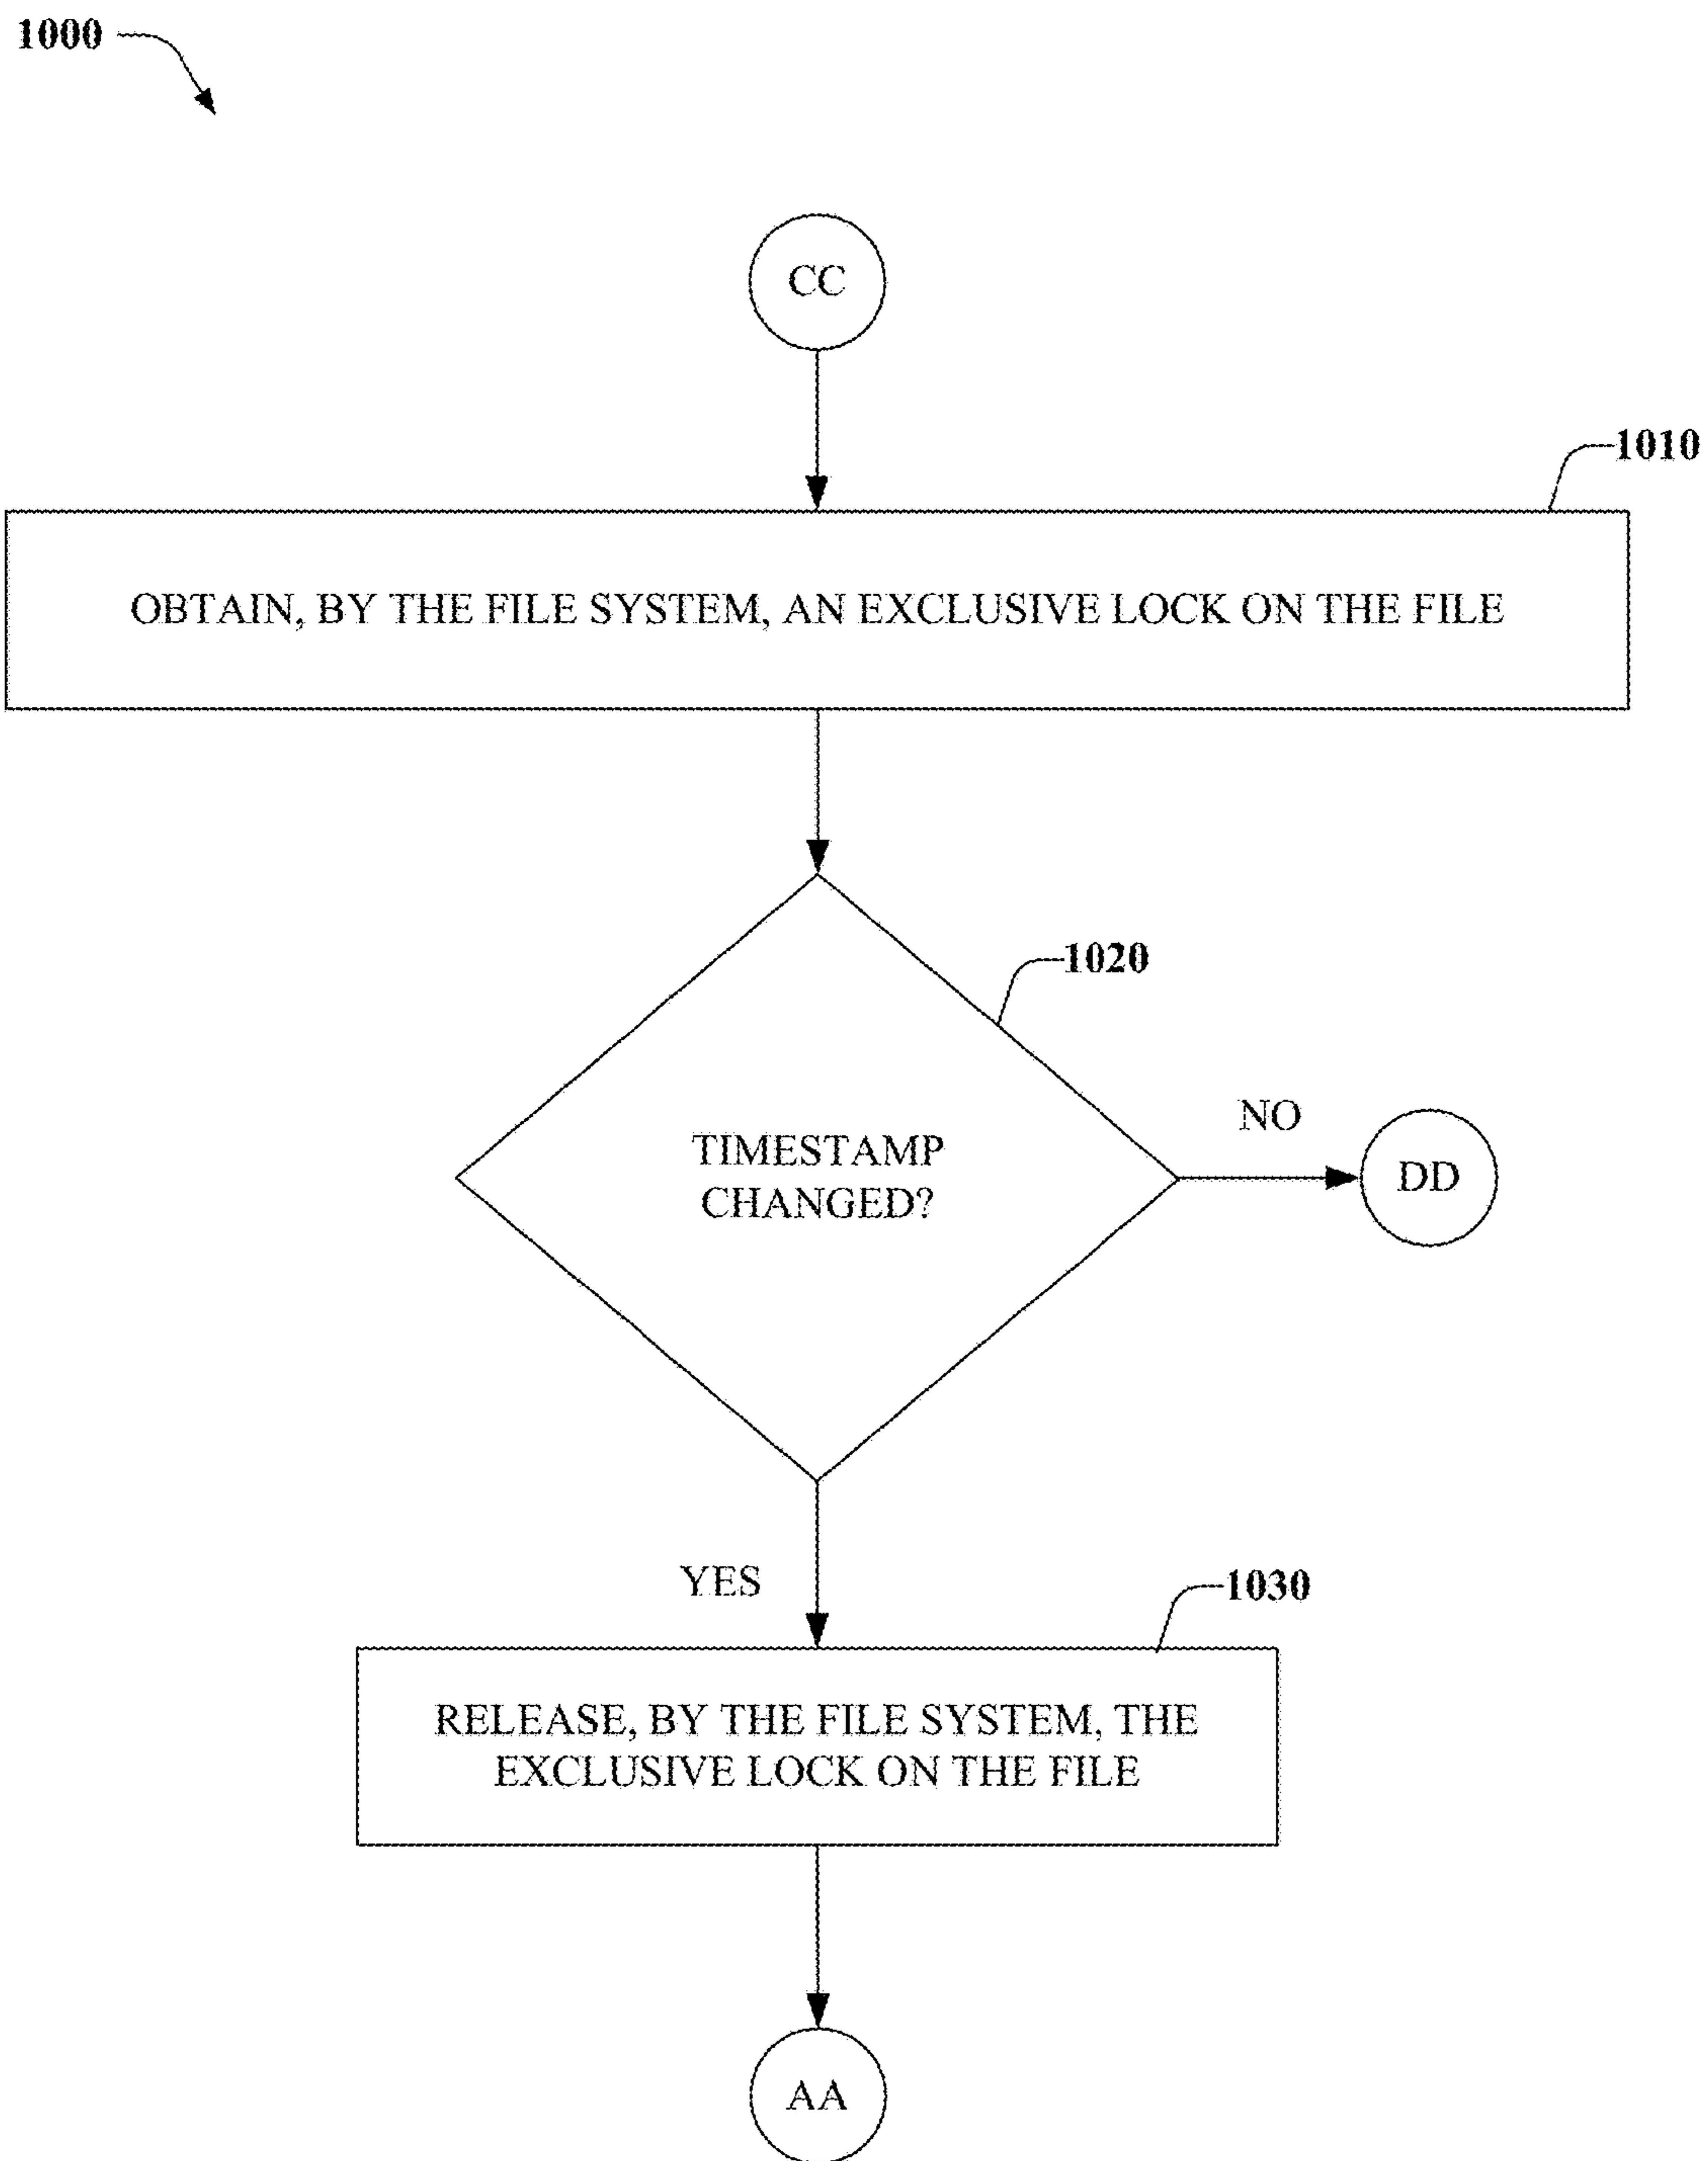 1000
CC
1010
OBTAIN, BY THE FILE SYSTEM, AN EXCLUSIVE LOCK ON THE FILE
1020
TIMESTAMP
CHANGED?
NO
DD
YES
1030
RELEASE, BY THE FILE SYSTEM, THE
EXCLUSIVE LOCK ON THE FILE
AA